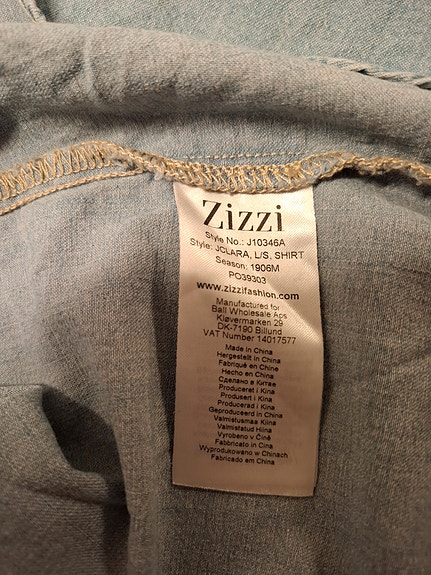 Zizzi
Style No.: J10346A
Style: JCLARA, L/S, SHIRT
Season: 1906M
PO39303
www.zizzifashion.com
Manufactured for
Ball Wholesale Aps
Kløvermarken 29
DK-7190 Billund
VAT Number 14017577
Made in China
Hergestellt in China
Fabriqué en China
Hecho en China
Сделано в Китае
Produceret i Kina
Produsert i Kina
Producerad i Kina
Geproduceerd in China
Valmistusmaa Kiina
Valmistatud Hiina
Vyrobeno v Číně
Fabbricato in Cina
Wyprodukowano w Chinach
Fabricado em China